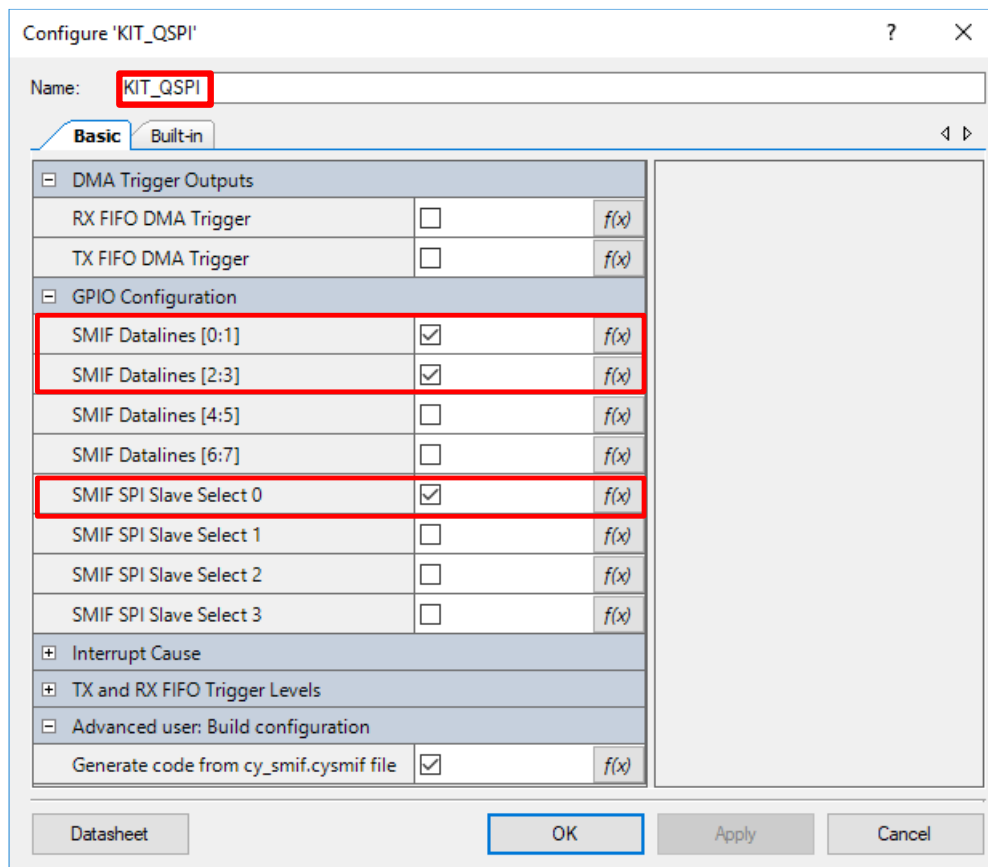 Configure 'KIT_QSPI'
?
Name: KIT_QSPI
Basic Built-in
DMA Trigger Outputs
RX FIFO DMA Trigger f(x)
TX FIFO DMA Trigger f(x)
GPIO Configuration
SMIF Datalines [0:1] f(x)
SMIF Datalines [2:3] f(x)
SMIF Datalines [4:5] f(x)
SMIF Datalines [6:7] f(x)
SMIF SPI Slave Select 0 f(x)
SMIF SPI Slave Select 1 f(x)
SMIF SPI Slave Select 2 f(x)
SMIF SPI Slave Select 3 f(x)
Interrupt Cause
TX and RX FIFO Trigger Levels
Advanced user: Build configuration
Generate code from cy_smif.cysmif file f(x)
Datasheet OK Apply Cancel